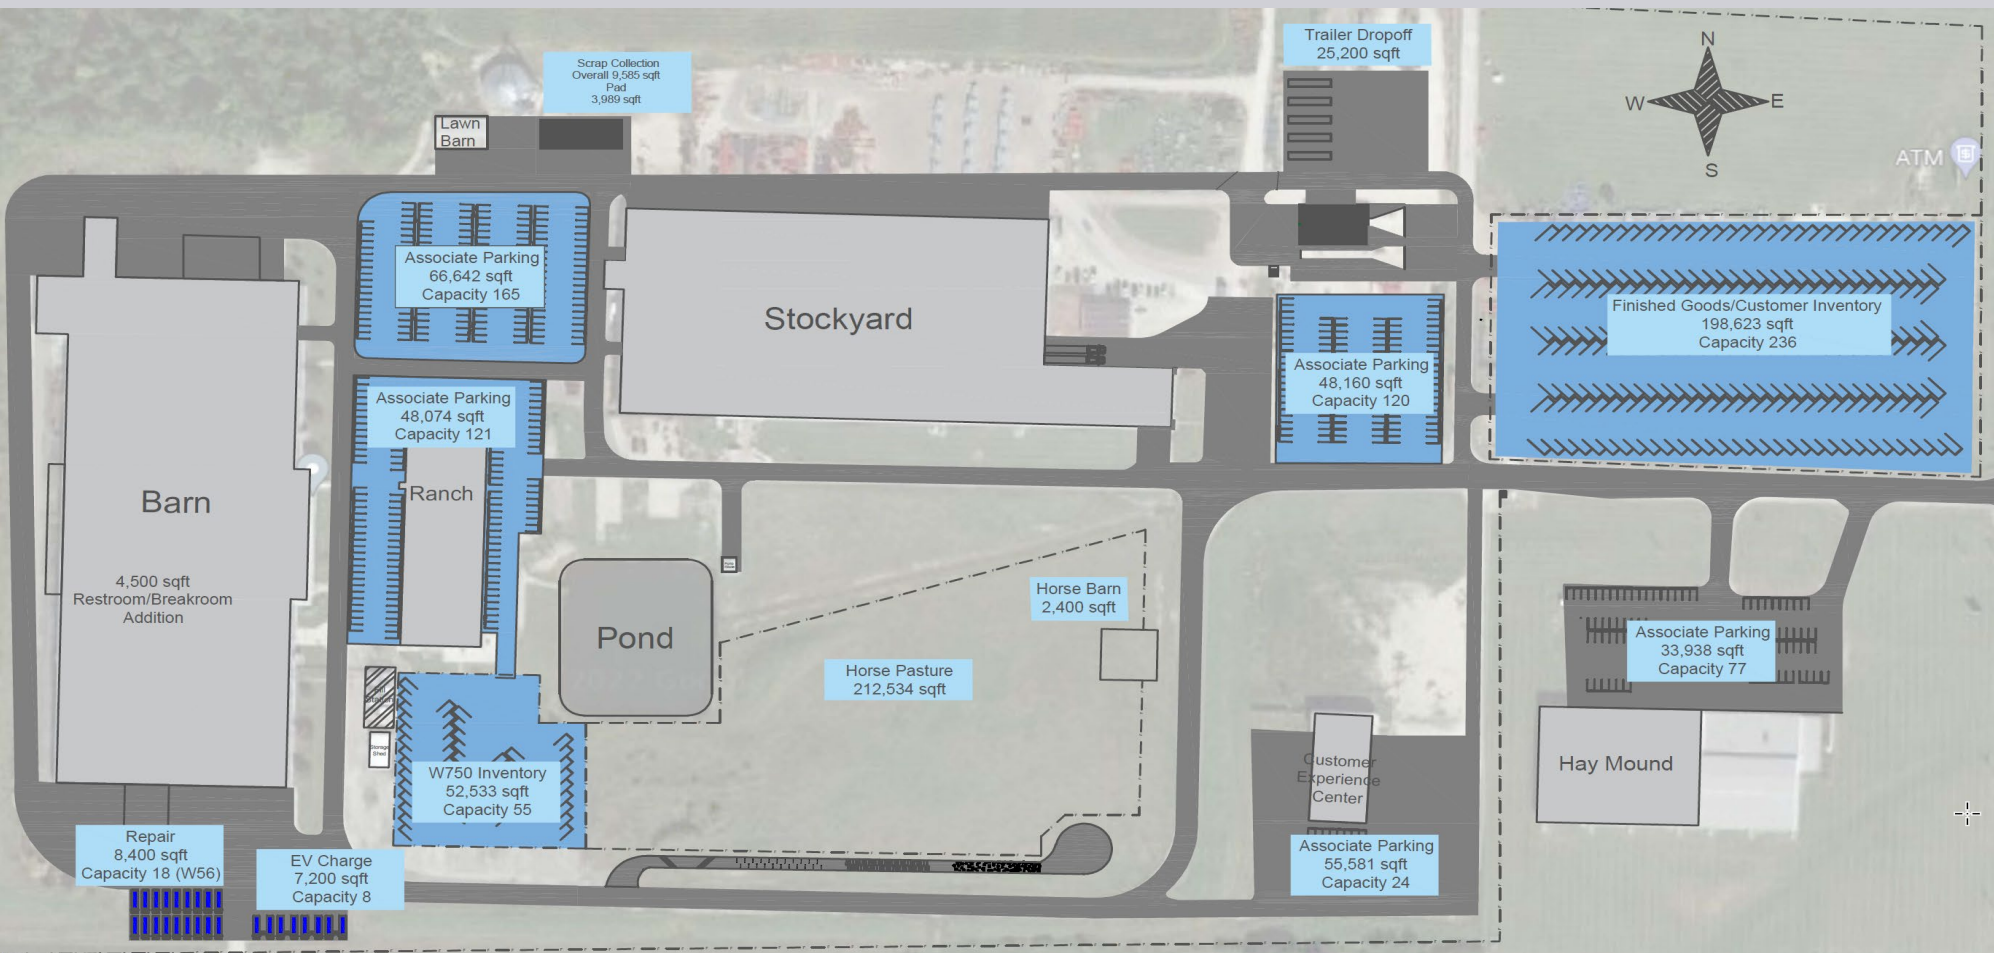 Scrap Collection
Overall 9,585 sqft
Pad
3,989 sqft
Trailer Dropoff
25,200 sqft
N
W
E
S
ATM
Lawn
Barn
Associate Parking
66,642 sqft
Capacity 165
Stockyard
Finished Goods/Customer Inventory
198,623 sqft
Capacity 236
Associate Parking
48,160 sqft
Capacity 120
Associate Parking
48,074 sqft
Capacity 121
Ranch
Barn
4,500 sqft
Restroom/Breakroom
Addition
Pond
Horse Barn
2,400 sqft
Horse Pasture
212,534 sqft
Associate Parking
33,938 sqft
Capacity 77
Storage
Shed
W750 Inventory
52,533 sqft
Capacity 55
Customer
Experience
Center
Hay Mound
Repair
8,400 sqft
Capacity 18 (W56)
EV Charge
7,200 sqft
Capacity 8
Associate Parking
55,581 sqft
Capacity 24